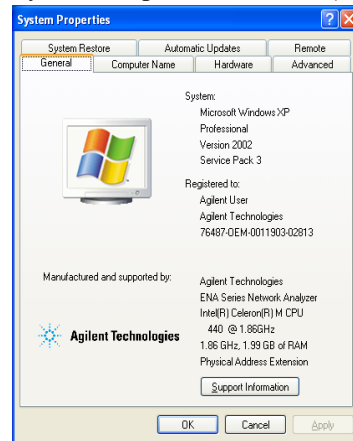 System Properties
System Restore Automatic Updates Remote
General Computer Name Hardware Advanced
System:
Microsoft Windows XP
Professional
Version 2002
Service Pack 3
Registered to:
Agilent User
Agilent Technologies
76487-OEM-0011903-02813
Manufactured and supported by:
Agilent Technologies
Agilent Technologies
ENA Series Network Analyzer
Intel(R) Celeron(R) M CPU
440 @ 1.86GHz
1.86 GHz, 1.99 GB of RAM
Physical Address Extension
Support Information
OK Cancel Apply